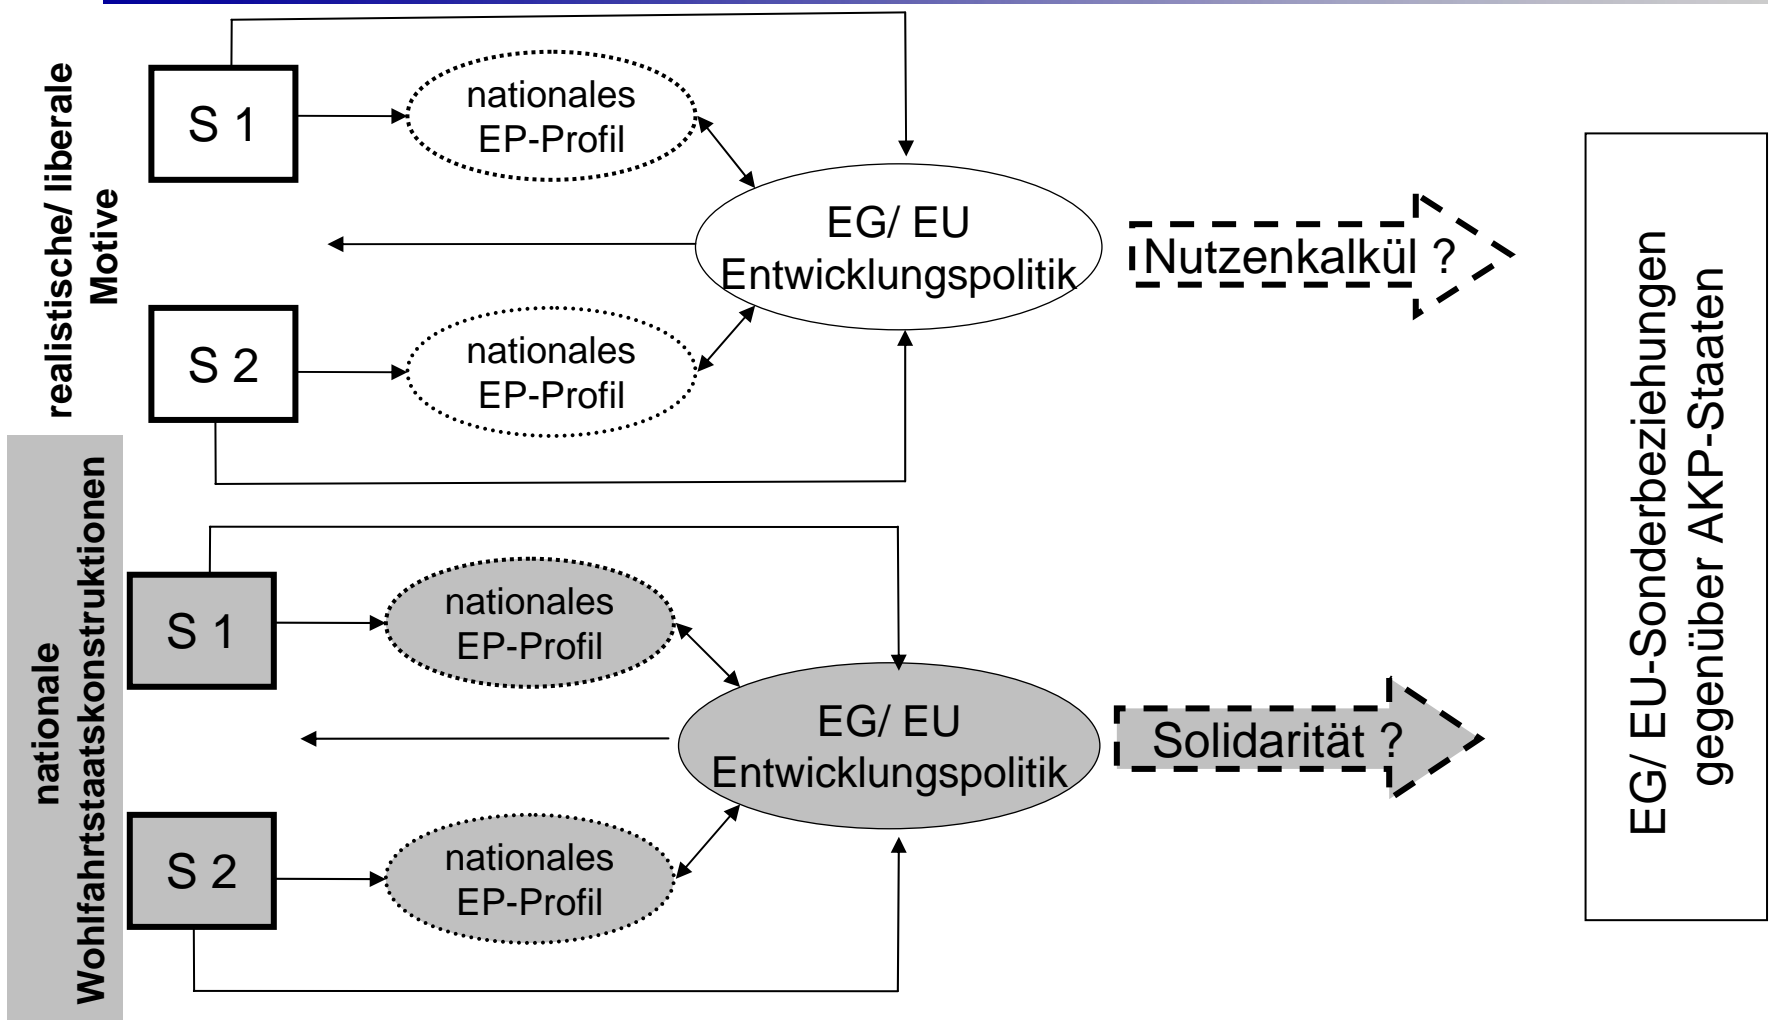 realistische/ liberale
Motive
S 1
nationales
EP-Profil
EG/ EU
Entwicklungspolitik
Nutzenkalkül ?
S 2
nationales
EP-Profil
nationale
Wohlfahrtstaatskonstruktionen
S 1
nationales
EP-Profil
EG/ EU
Entwicklungspolitik
Solidarität ?
S 2
nationales
EP-Profil
EG/ EU-Sonderbeziehungen
gegenüber AKP-Staaten